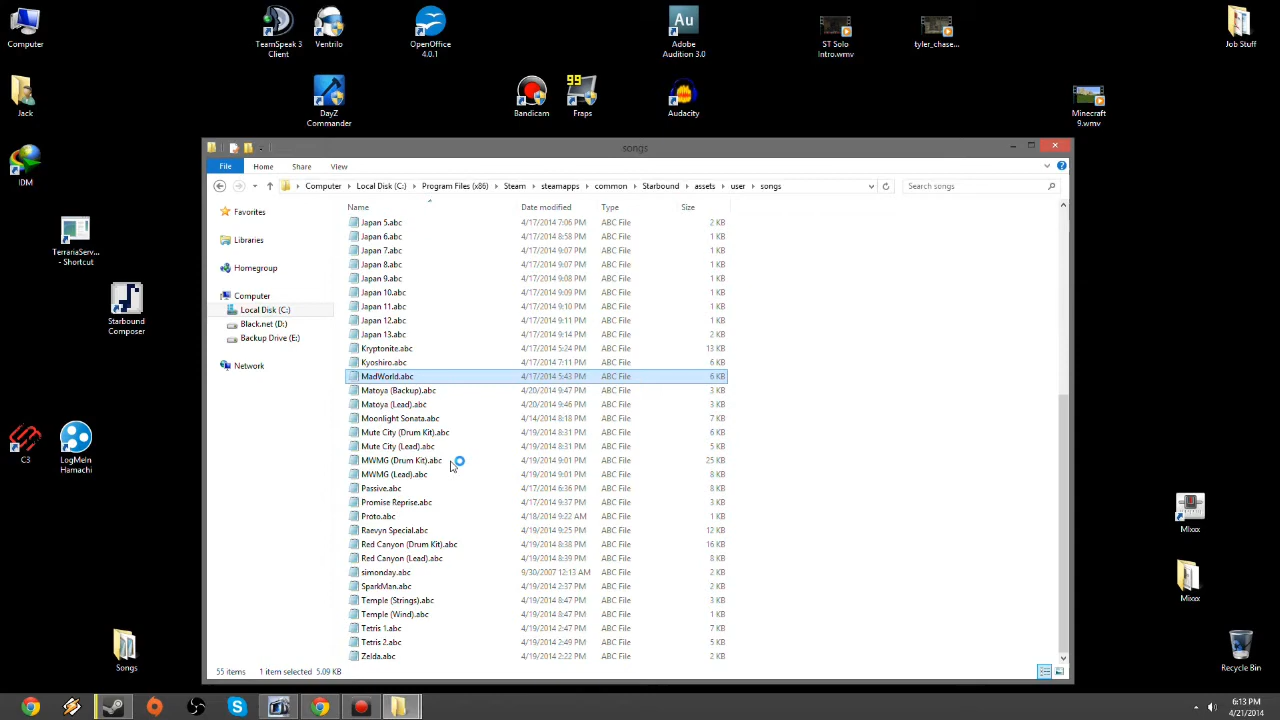 Computer
TeamSpeak 3
Client
Ventrilo
OpenOffice
4.0.1
Au
Adobe
Audition 3.0
ST Solo
Intro.wmv
tyler_chase...
Job Stuff
Jack
DayZ
Commander
Bandicam
99
Fraps
Audacity
Minecraft
9.wmv
IDM
TerrariaServ...
- Shortcut
Starbound
Composer
C3
LogMeIn
Hamachi
Songs
Mixxx
Mixxx
Recycle Bin
songs
File Home Share View
Computer Local Disk (C:) Program Files (x86) Steam steamapps common Starbound assets user songs
Search songs
Favorites
Libraries
Homegroup
Computer
Local Disk (C:)
Black.net (D:)
Backup Drive (E:)
Network
Name Date modified Type Size
Japan 5.abc 4/17/2014 7:06 PM ABC File 2 KB
Japan 6.abc 4/17/2014 8:58 PM ABC File 1 KB
Japan 7.abc 4/17/2014 9:07 PM ABC File 1 KB
Japan 8.abc 4/17/2014 9:07 PM ABC File 1 KB
Japan 9.abc 4/17/2014 9:08 PM ABC File 1 KB
Japan 10.abc 4/17/2014 9:09 PM ABC File 1 KB
Japan 11.abc 4/17/2014 9:10 PM ABC File 1 KB
Japan 12.abc 4/17/2014 9:11 PM ABC File 1 KB
Japan 13.abc 4/17/2014 9:14 PM ABC File 2 KB
Kryptonite.abc 4/17/2014 5:24 PM ABC File 13 KB
Kyoshiro.abc 4/17/2014 7:11 PM ABC File 6 KB
MadWorld.abc 4/17/2014 5:43 PM ABC File 6 KB
Matoya (Backup).abc 4/20/2014 9:47 PM ABC File 3 KB
Matoya (Lead).abc 4/20/2014 9:46 PM ABC File 3 KB
Moonlight Sonata.abc 4/14/2014 8:18 PM ABC File 7 KB
Mute City (Drum Kit).abc 4/19/2014 8:31 PM ABC File 6 KB
Mute City (Lead).abc 4/19/2014 8:31 PM ABC File 5 KB
MWMG (Drum Kit).abc 4/19/2014 9:01 PM ABC File 25 KB
MWMG (Lead).abc 4/19/2014 9:01 PM ABC File 8 KB
Passive.abc 4/17/2014 6:36 PM ABC File 8 KB
Promise Reprise.abc 4/17/2014 9:37 PM ABC File 3 KB
Proto.abc 4/18/2014 9:22 AM ABC File 1 KB
Raevyn Special.abc 4/19/2014 9:25 PM ABC File 12 KB
Red Canyon (Drum Kit).abc 4/19/2014 8:38 PM ABC File 16 KB
Red Canyon (Lead).abc 4/19/2014 8:39 PM ABC File 8 KB
simonday.abc 9/30/2007 12:13 AM ABC File 2 KB
SparkMan.abc 4/19/2014 2:37 PM ABC File 2 KB
Temple (Strings).abc 4/19/2014 8:47 PM ABC File 3 KB
Temple (Wind).abc 4/19/2014 8:47 PM ABC File 1 KB
Tetris 1.abc 4/19/2014 2:47 PM ABC File 7 KB
Tetris 2.abc 4/19/2014 2:49 PM ABC File 5 KB
Zelda.abc 4/19/2014 2:22 PM ABC File 2 KB
55 items 1 item selected 5.09 KB
6:13 PM
4/21/2014